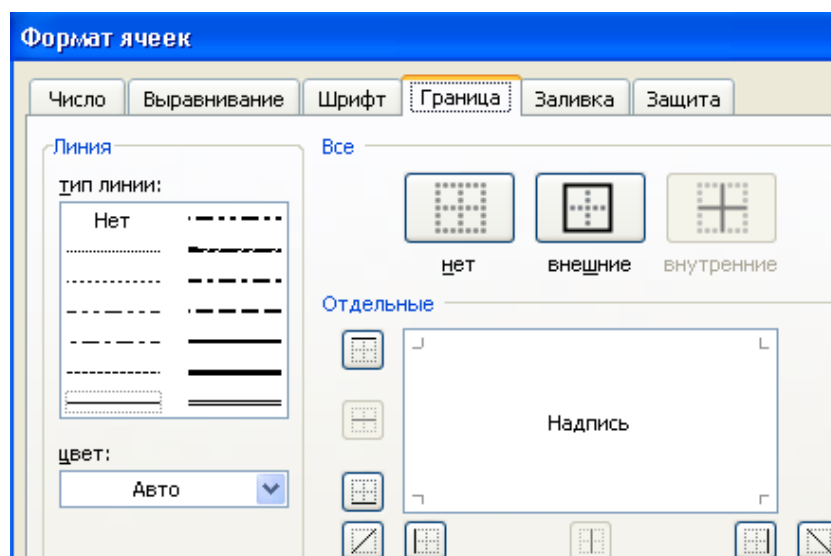 Формат ячеек
Число Выравнивание Шрифт Граница Заливка Защита
Линия
тип линии:
Нет
цвет:
Авто
Все
нет внешние внутренние
Отдельные
Надпись